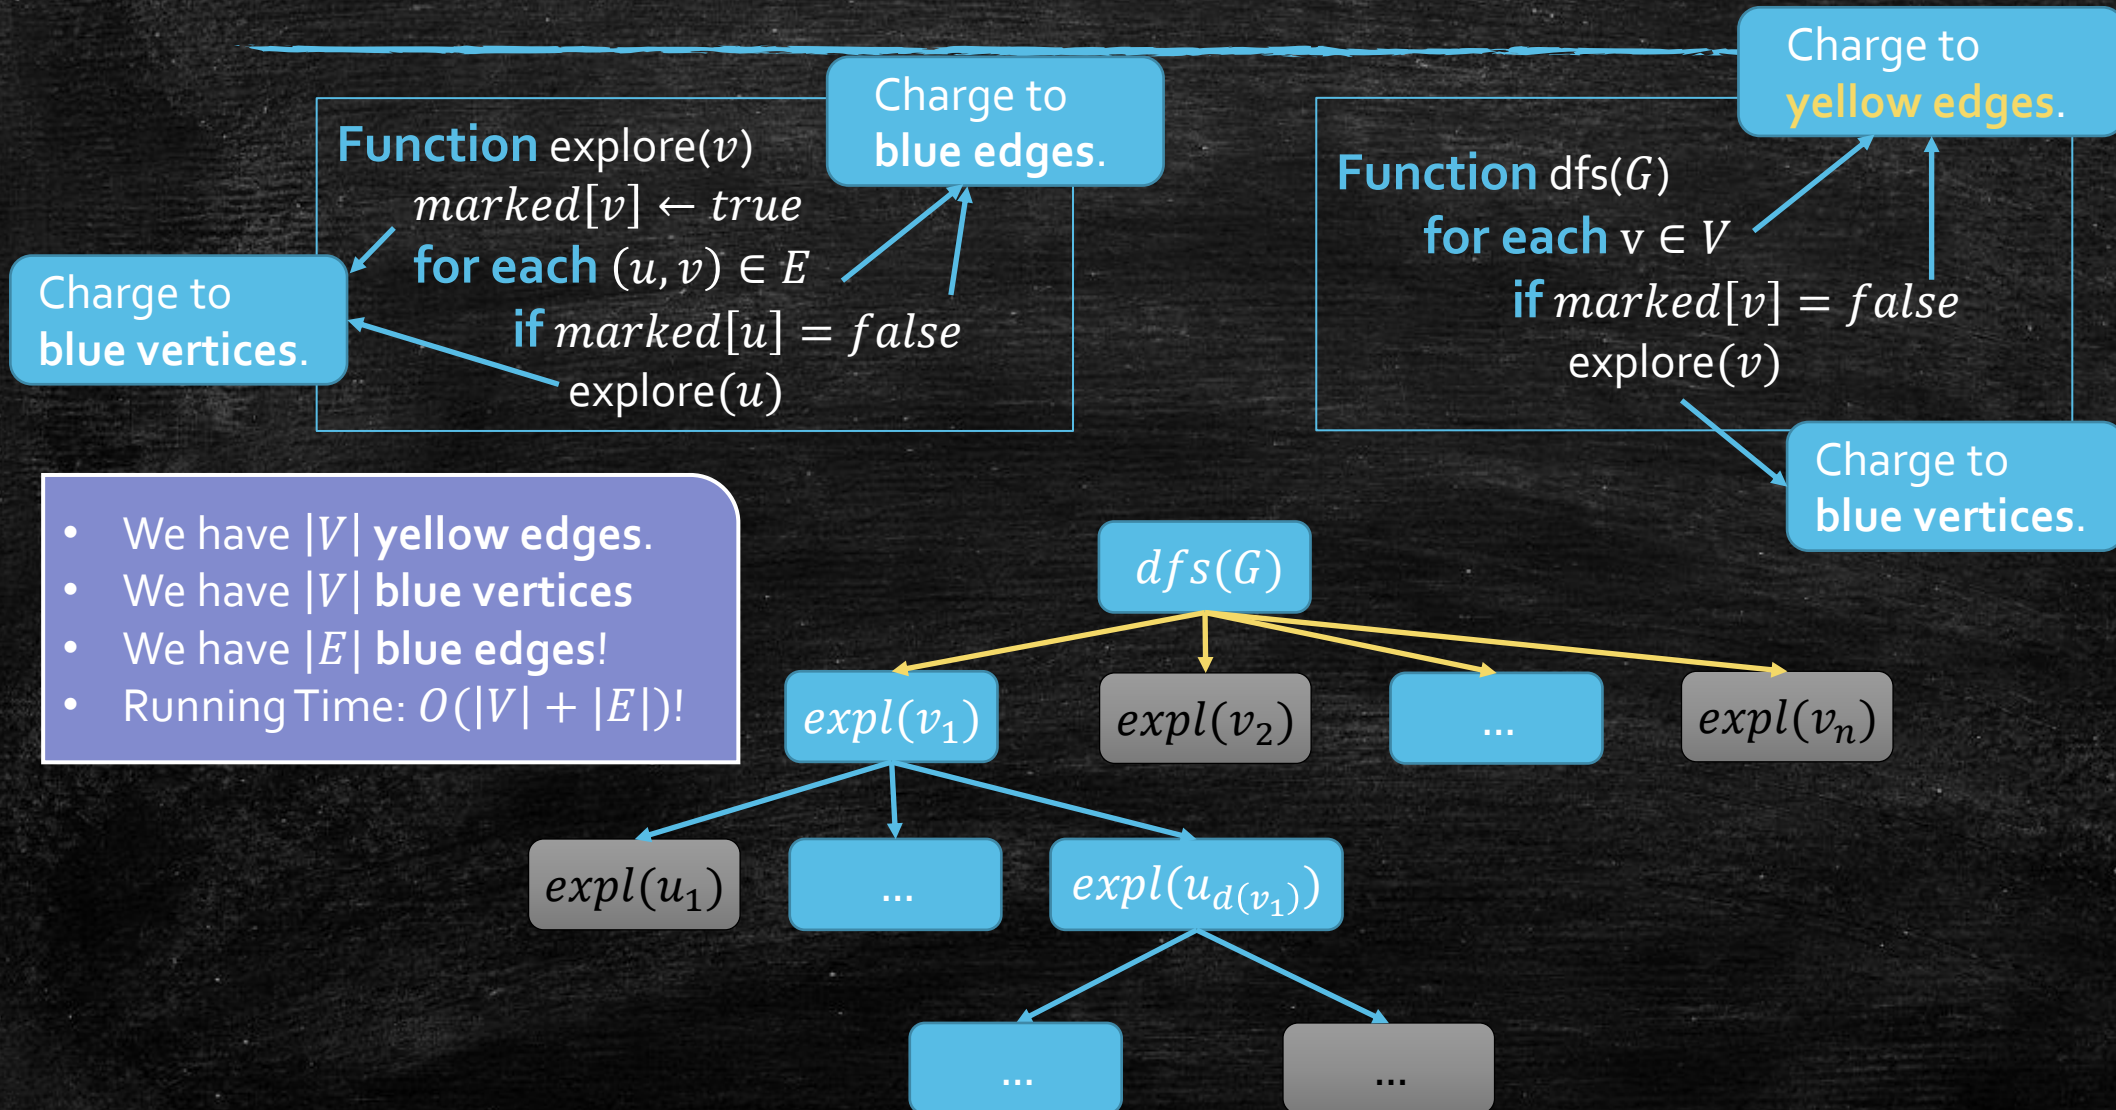 Charge to
yellow edges.
Charge to
blue edges.
Function explore(v)
marked[v] ← true
for each (u, v) ∈ E
if marked[u] = false
explore(u)
Charge to
blue vertices.
Function dfs(G)
for each v ∈ V
if marked[v] = false
explore(v)
Charge to
blue vertices.
• We have |V| yellow edges.
• We have |V| blue vertices
• We have |E| blue edges!
• Running Time: O(|V| + |E|)!
dfs(G)
expl(v₁)
expl(v₂)
...
expl(vₙ)
expl(u₁)
...
expl(u_{d(v₁)})
...
...